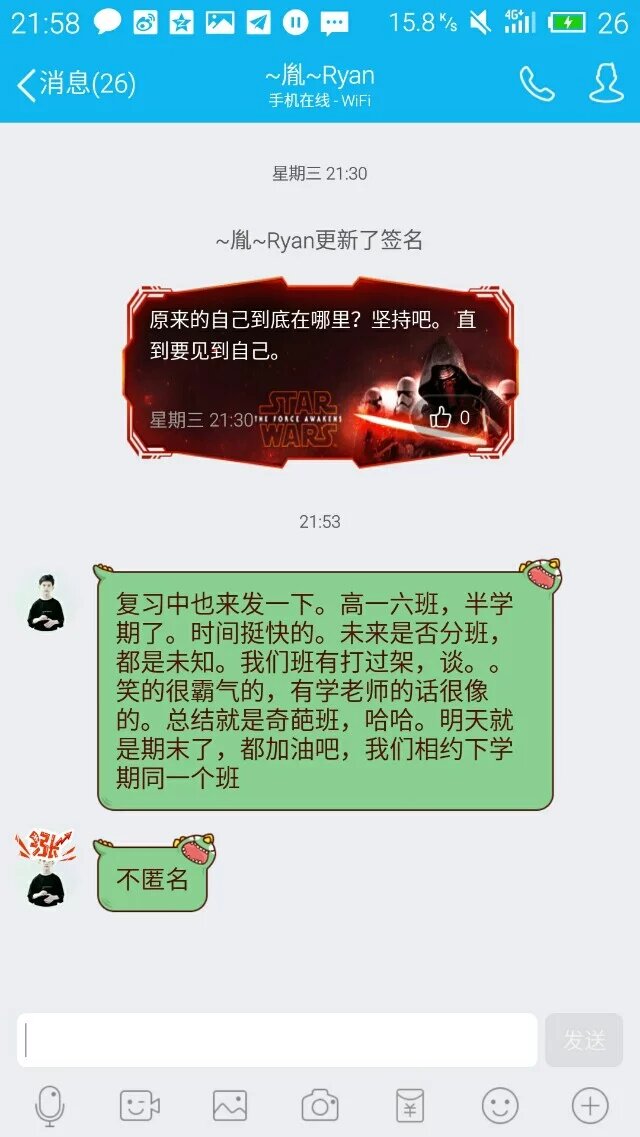 21:58
15.8 K/s
4G
26
消息(26)
~胤~Ryan
手机在线 - WiFi
星期三 21:30
~胤~Ryan更新了签名
原来的自己到底在哪里？坚持吧。 直
到要见到自己。
星期三 21:30
STAR
THE FORCE AWAKENS
WARS
0
21:53
复习中也来发一下。高一六班，半学
期了。时间挺快的。未来是否分班，
都是未知。我们班有打过架，谈。。
笑的很霸气的，有学老师的话很像
的。总结就是奇葩班，哈哈。明天就
是期末了，都加油吧，我们相约下学
期同一个班
涨
不匿名
发送